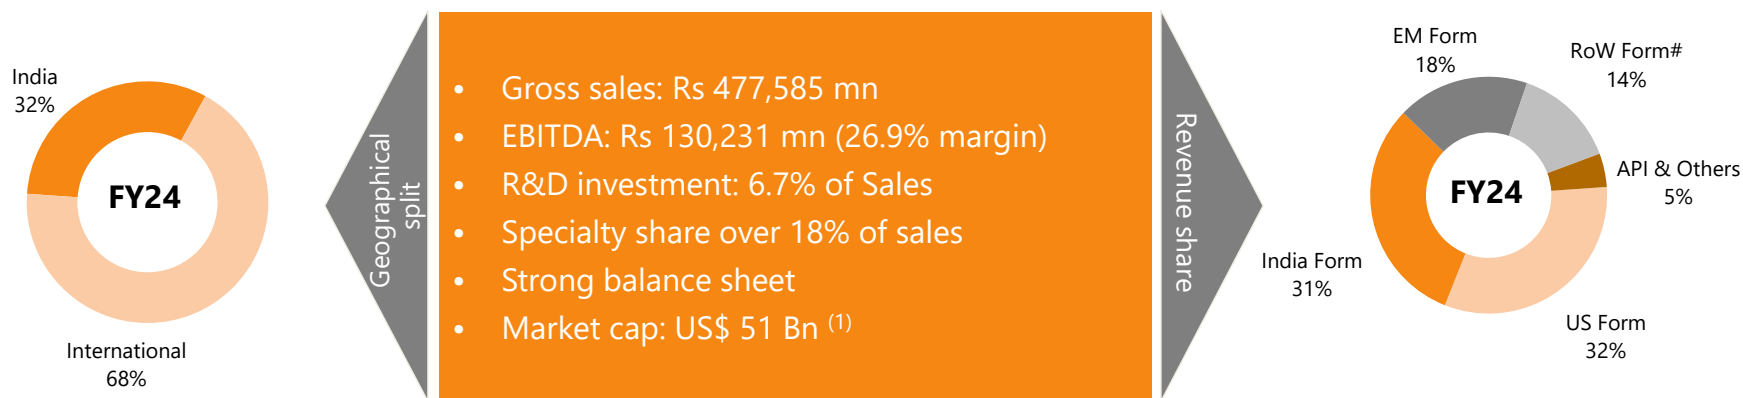 India
32%
FY24
International
68%
Geographical
split
• Gross sales: Rs 477,585 mn
• EBITDA: Rs 130,231 mn (26.9% margin)
• R&D investment: 6.7% of Sales
• Specialty share over 18% of sales
• Strong balance sheet
• Market cap: US$ 51 Bn (1)
Revenue share
EM Form
18%
RoW Form#
14%
API & Others
5%
FY24
India Form
31%
US Form
32%